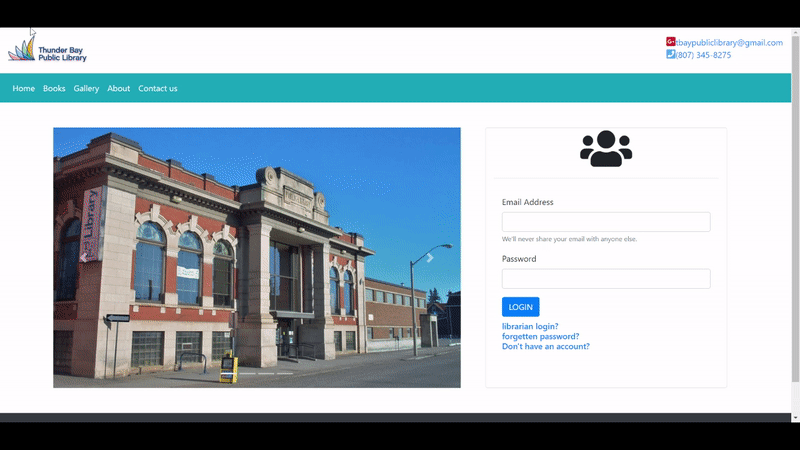 Thunder Bay
Public Library
tbaypubliclibrary@gmail.com
(807) 345-8275
Home Books Gallery About Contact us
Library
Email Address
We'll never share your email with anyone else.
Password
LOGIN
librarian login?
forgetten password?
Don't have an account?